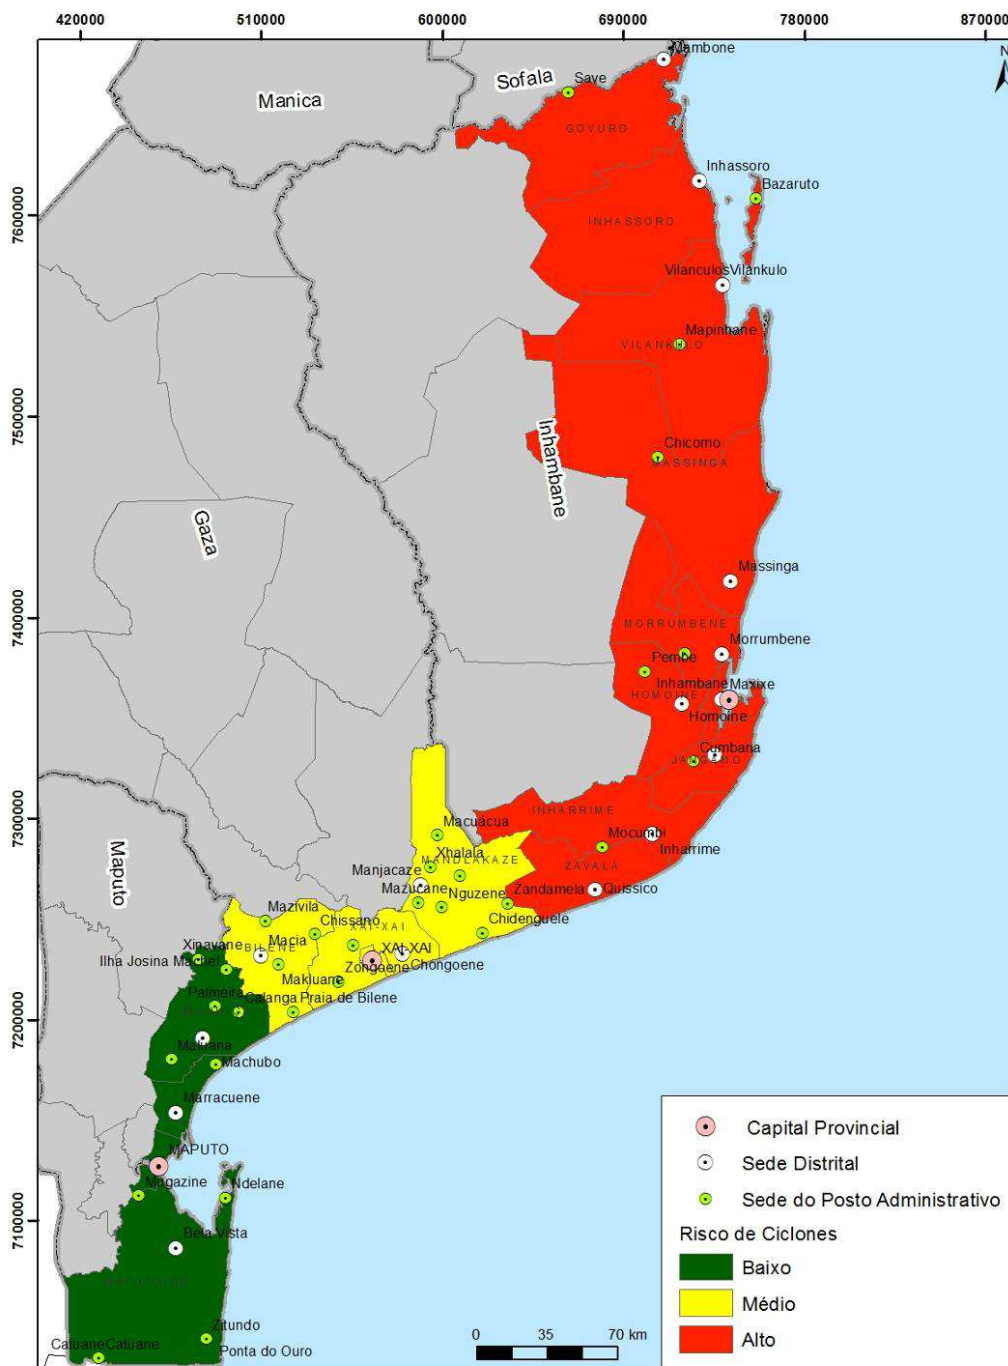 420000 510000 600000 690000 780000 870000
N
Mambone
Sofala
Save
Manica
GOVURO
Inhassoro
Bazaruto
7600000
INHASSORO
VilanculosVilankulo
Mapinhane
VILANKULO
7500000
Chicomo
MASSINGA
Inhambane
Gaza
Massinga
7400000
MORRUMBENE
Morrumbene
Pembe
Inhambane Maxixe
HOMOINE
Homoíne
Cumbana
JANGAMO
7300000
INHARRIME
Macuácua
Mocumbi
Inharrime
Maputo
Xhalala
MANDLAKAZE
ZAVALA
Manjacaze
Mazucane
Nguzene
Zandamela
Quissico
Mazivila
Chissano
Chidenguele
XAI-XAI
Macia
BILENE
XAI-XAI
Xinavane
Zongoene
Chongoene
Ilha Josina Machel
Makluane
Palmeira
Calanga
Praia de Bilene
7200000
Maluana
Machubo
Marracuene
MAPUTO
Mugazine
Ndelane
7100000
Bela Vista
Zitundo
CatuaneCatuane
Ponta do Ouro
Capital Provincial
Sede Distrital
Sede do Posto Administrativo
Risco de Ciclones
Baixo
Médio
Alto
0 35 70 km